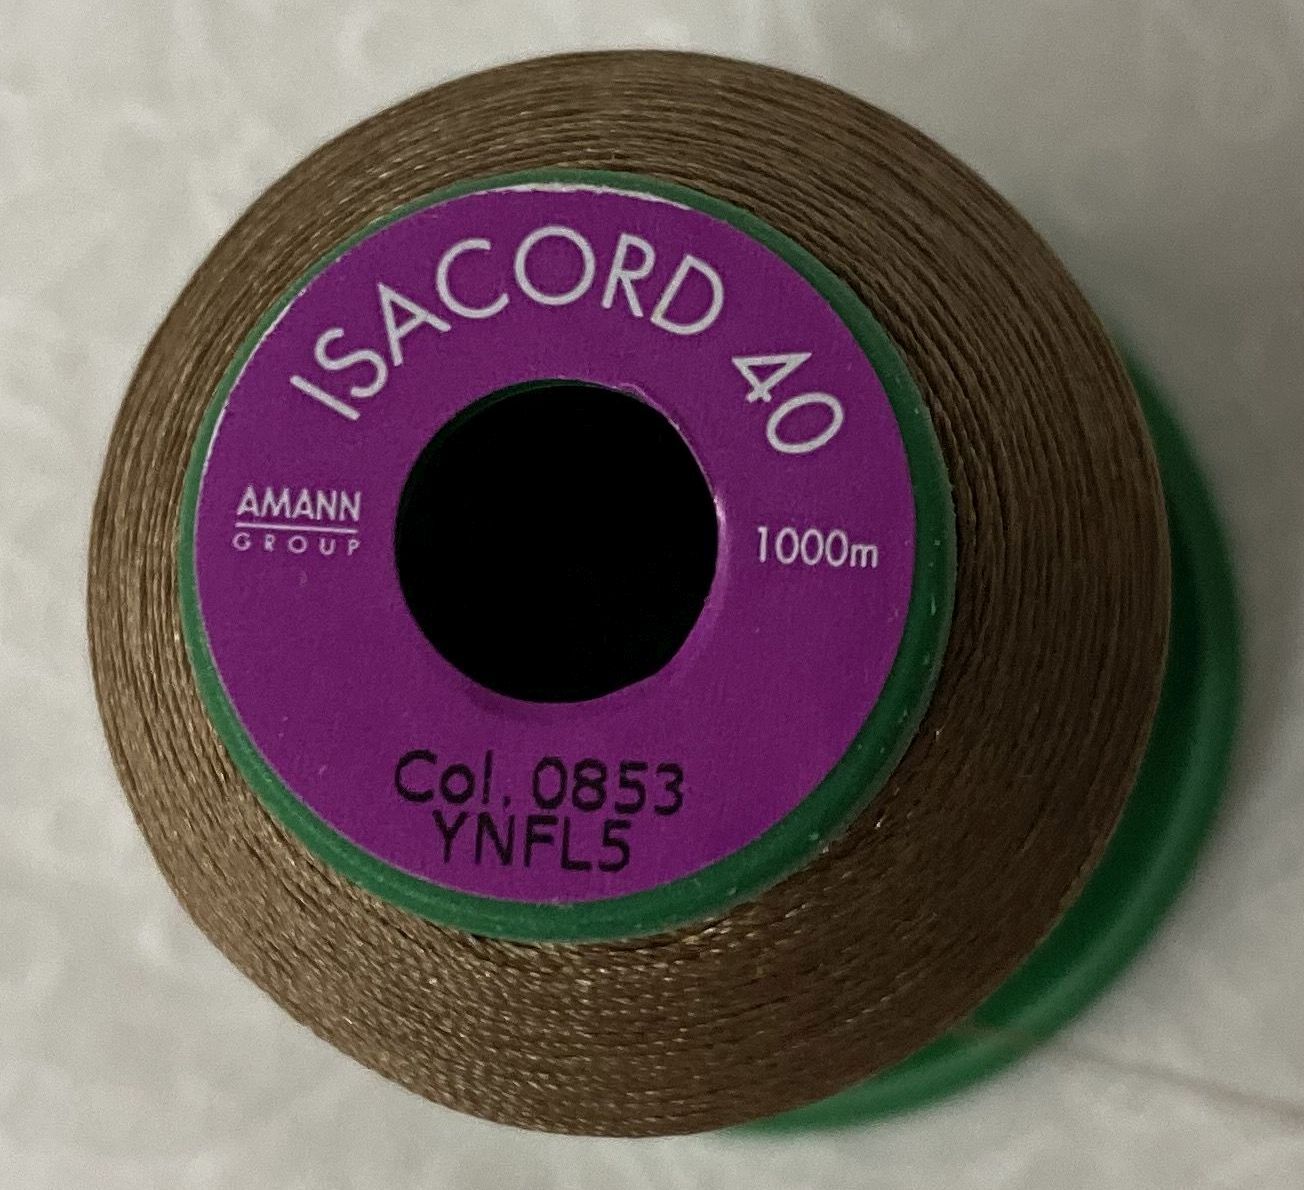 ISACORD 40
AMANN
GROUP
1000m
Col. 0853
YNFL5